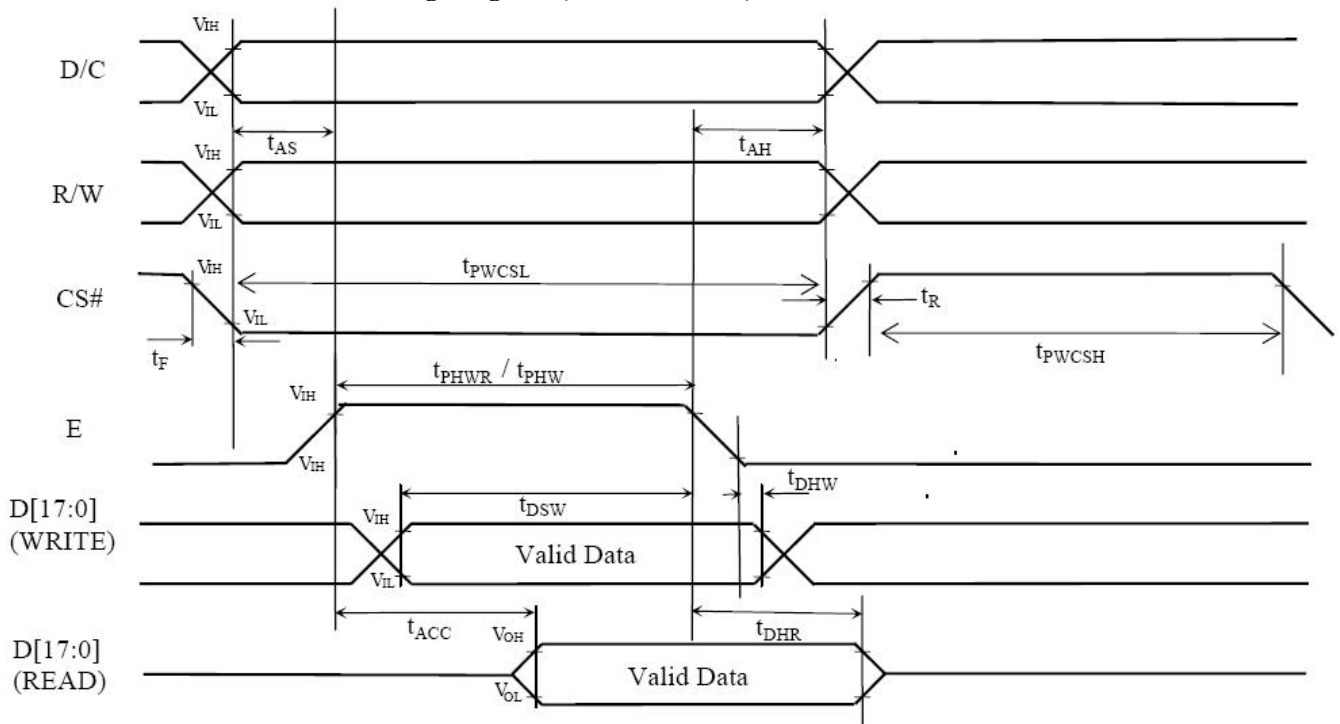 VIH
D/C
VIL
tAS
tAH
VIH
R/W
VIL
VIH
tPWCSL
CS#
VIL
tR
tF
tPWCSH
tPHWR / tPHW
VIH
E
VIH
tDHW
D[17:0]
(WRITE)
tDSW
VIH
Valid Data
VIL
tACC
VOH
tDHR
D[17:0]
(READ)
Valid Data
VOL